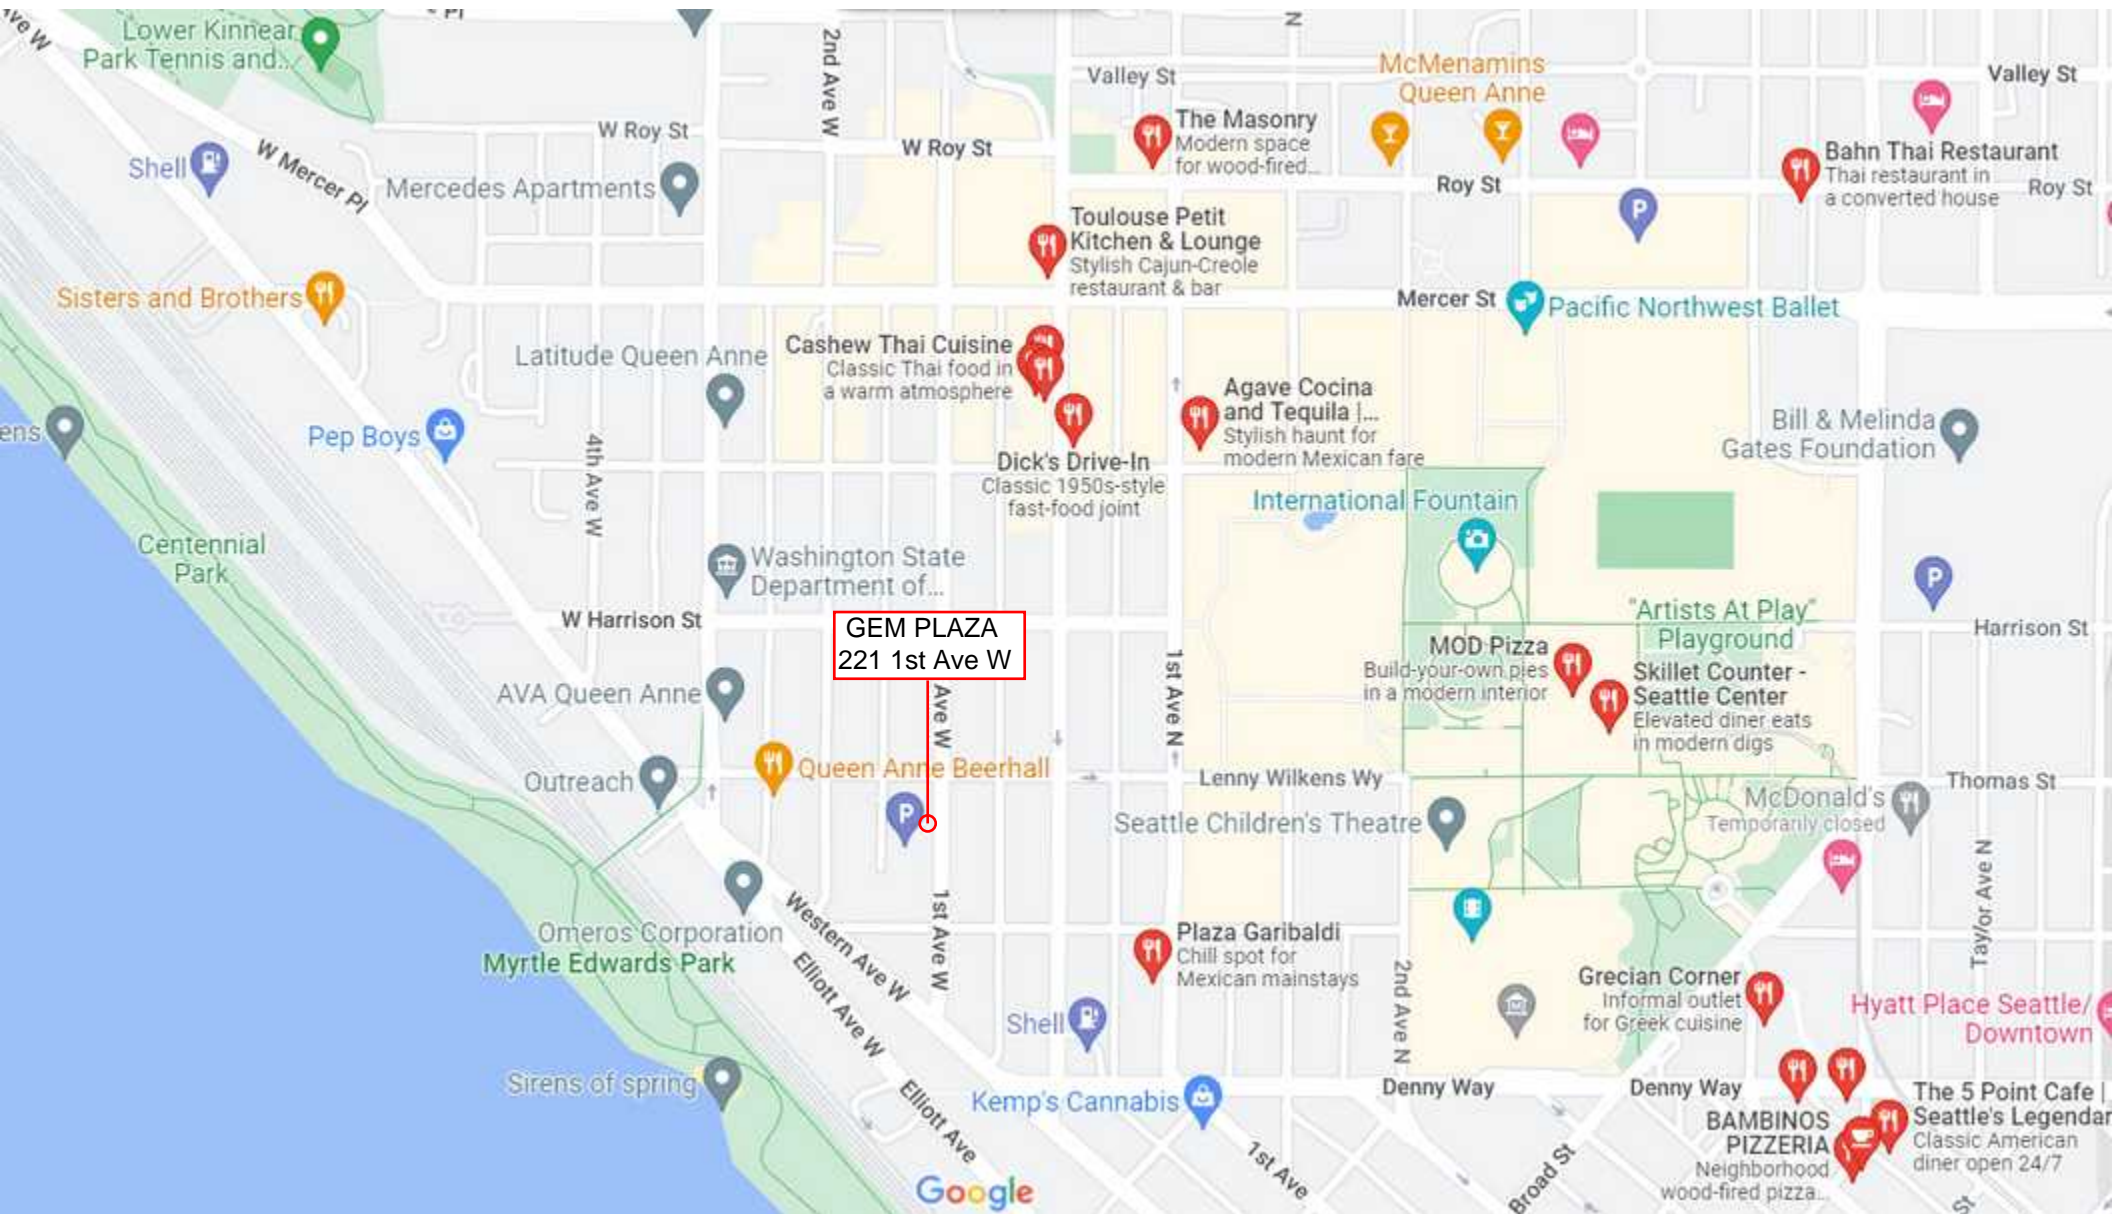 Ave W
Pl
Lower Kinnear
Park Tennis and...
2nd Ave W
N
Valley St
McMenamins
Queen Anne
Valley St
W Roy St
W Roy St
The Masonry
Modern space
for wood-fired...
Shell
W Mercer Pl
Mercedes Apartments
Roy St
Bahn Thai Restaurant
Thai restaurant in
a converted house
Roy St
P
Toulouse Petit
Kitchen & Lounge
Stylish Cajun-Creole
restaurant & bar
Sisters and Brothers
Mercer St
Pacific Northwest Ballet
Latitude Queen Anne
Cashew Thai Cuisine
Classic Thai food in
a warm atmosphere
Agave Cocina
and Tequila |...
Stylish haunt for
modern Mexican fare
ens
Pep Boys
4th Ave W
Dick's Drive-In
Classic 1950s-style
fast-food joint
Bill & Melinda
Gates Foundation
International Fountain
Centennial
Park
Washington State
Department of...
P
W Harrison St
GEM PLAZA
221 1st Ave W
"Artists At Play"
Playground
Harrison St
MOD Pizza
Build-your-own pies
in a modern interior
Skillet Counter -
Seattle Center
Elevated diner eats
in modern digs
AVA Queen Anne
Ave W
1st Ave N
Queen Anne Beerhall
Outreach
Lenny Wilkens Wy
Thomas St
McDonald's
Temporarily closed
P
Seattle Children's Theatre
Taylor Ave N
1st Ave W
Western Ave W
Omeros Corporation
Myrtle Edwards Park
Elliott Ave W
Plaza Garibaldi
Chill spot for
Mexican mainstays
2nd Ave N
Grecian Corner
Informal outlet
for Greek cuisine
Hyatt Place Seattle/
Downtown
Shell
Sirens of spring
Elliott Ave
Kemp's Cannabis
Denny Way
Denny Way
The 5 Point Cafe |
Seattle's Legendar
Classic American
diner open 24/7
BAMBINOS
PIZZERIA
Neighborhood
wood-fired pizza...
1st Ave
Broad St
St
Google